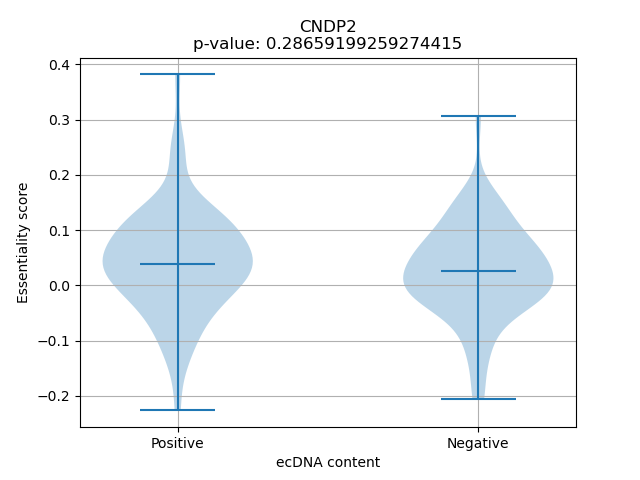 CNDP2
p-value: 0.28659199259274415
Essentiality score
0.4
0.3
0.2
0.1
0.0
−0.1
−0.2
Positive
Negative
ecDNA content